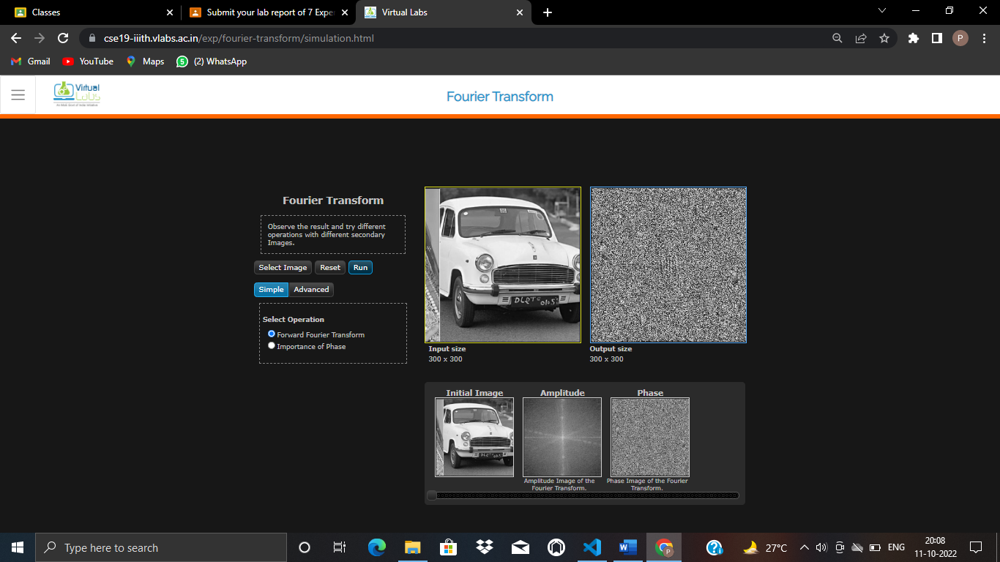 Classes
Submit your lab report of 7 Expe
Virtual Labs
cse19-iiith.vlabs.ac.in/exp/fourier-transform/simulation.html
P
Gmail
YouTube
Maps
5
(2) WhatsApp
Virtual
Labs
Fourier Transform
Fourier Transform
Observe the result and try different
operations with different secondary
Images.
Select Image
Reset
Run
Simple
Advanced
Select Operation
Forward Fourier Transform
Importance of Phase
Input size
300 x 300
Output size
300 x 300
Initial Image
Amplitude
Phase
Amplitude Image of the
Fourier Transform.
Phase Image of the Fourier
Transform.
Type here to search
P
27°C
ENG
20:08
11-10-2022